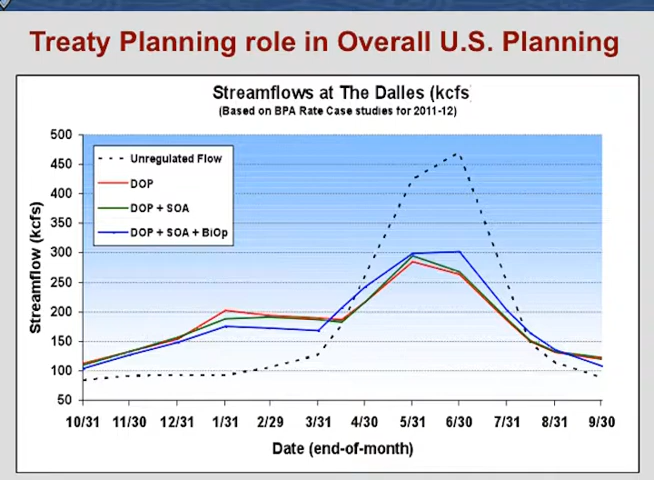 Treaty Planning role in Overall U.S. Planning
Streamflows at The Dalles (kcfs
(Based on BPA Rate Case studies for 2011-12)
Streamflow (kcfs)
500
450
400
350
300
250
200
150
100
50
Unregulated Flow
DOP
DOP + SOA
DOP + SOA + BiOp
10/31 11/30 12/31 1/31 2/29 3/31 4/30 5/31 6/30 7/31 8/31 9/30
Date (end-of-month)